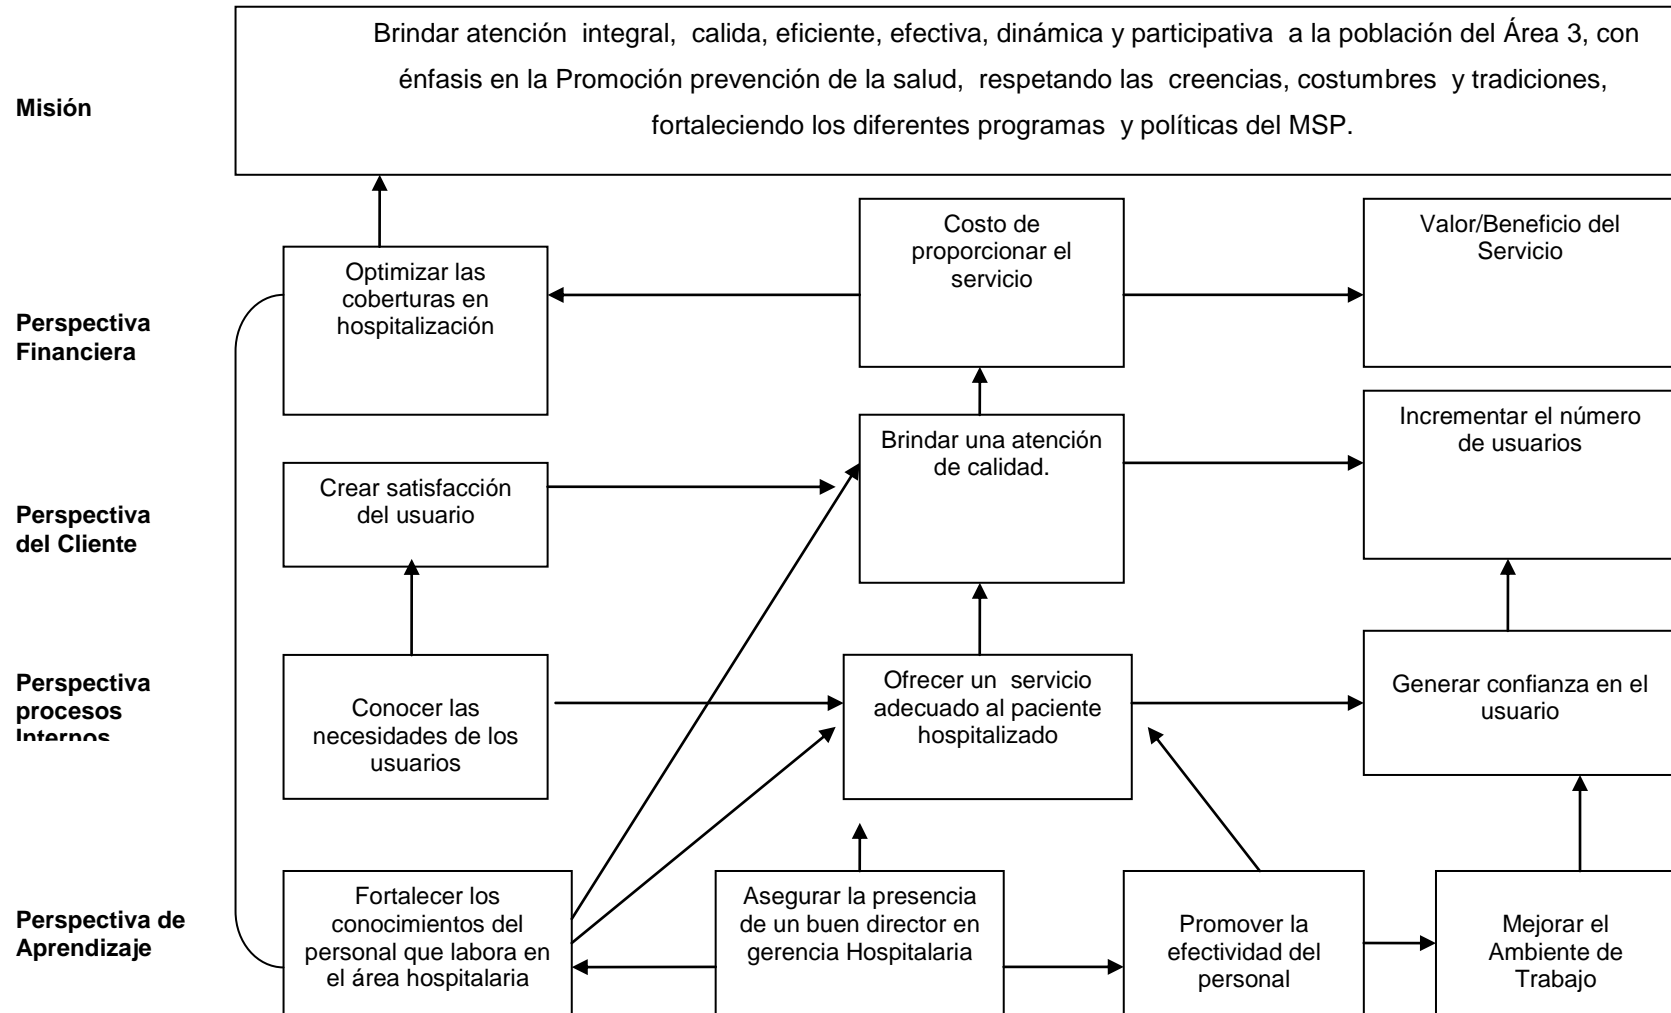 Brindar atención integral, calida, eficiente, efectiva, dinámica y participativa a la población del Área 3, con
énfasis en la Promoción prevención de la salud, respetando las creencias, costumbres y tradiciones,
fortaleciendo los diferentes programas y políticas del MSP.
Misión
Costo de
proporcionar el
servicio
Valor/Beneficio del
Servicio
Optimizar las
coberturas en
hospitalización
Perspectiva
Financiera
Brindar una atención
de calidad.
Incrementar el número
de usuarios
Crear satisfacción
del usuario
Perspectiva
del Cliente
Perspectiva
procesos
Internos
Conocer las
necesidades de los
usuarios
Ofrecer un servicio
adecuado al paciente
hospitalizado
Generar confianza en el
usuario
Perspectiva de
Aprendizaje
Fortalecer los
conocimientos del
personal que labora en
el área hospitalaria
Asegurar la presencia
de un buen director en
gerencia Hospitalaria
Promover la
efectividad del
personal
Mejorar el
Ambiente de
Trabajo